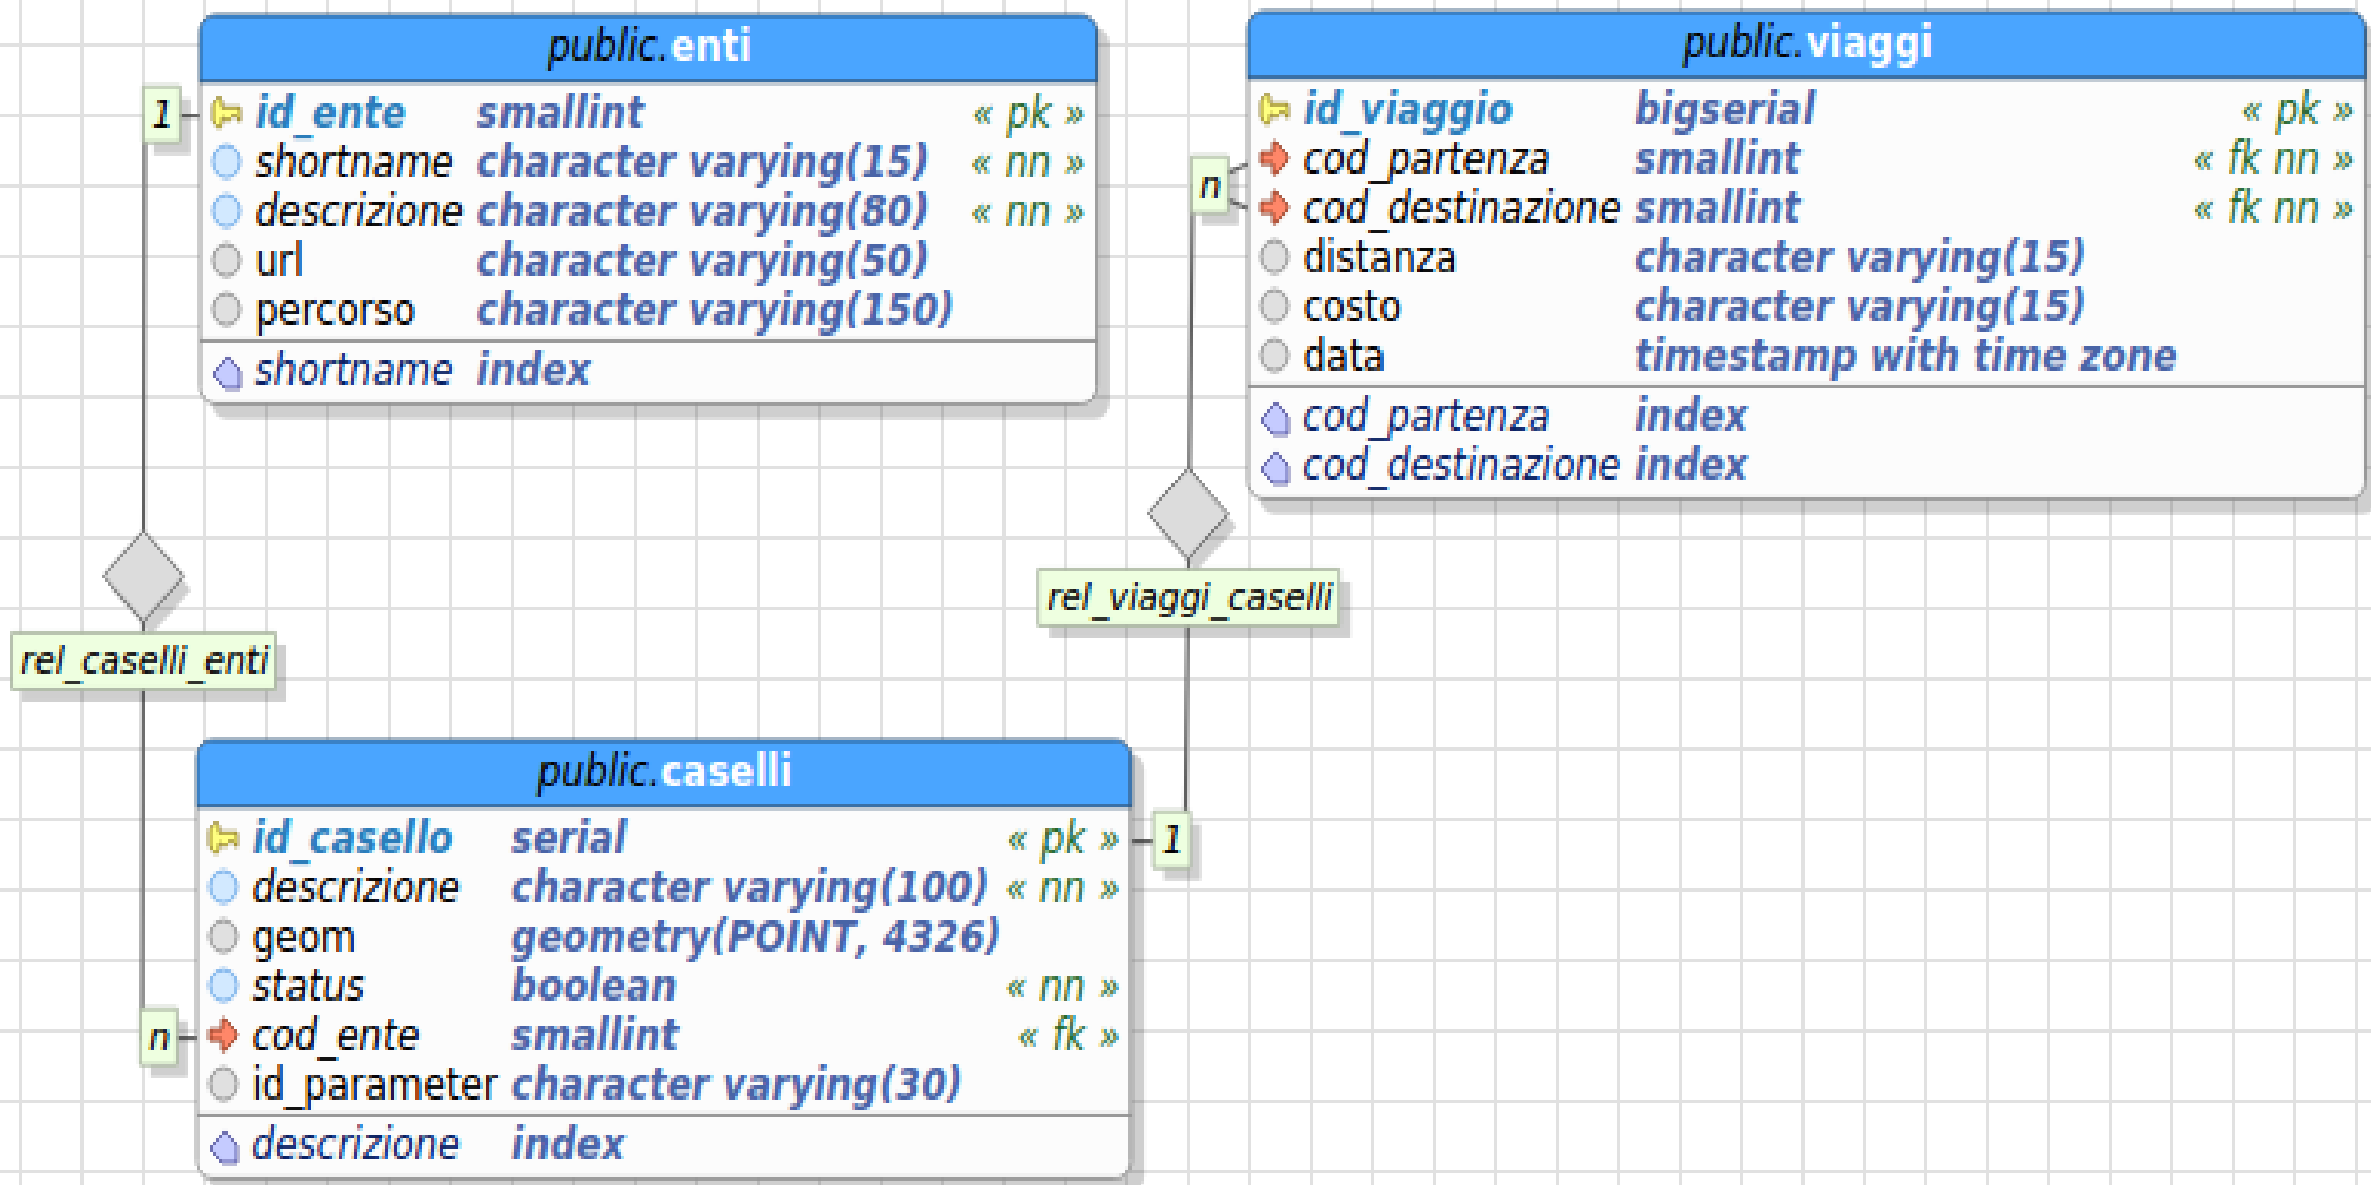 public.enti
1
id_ente smallint « pk »
shortname character varying(15) « nn »
descrizione character varying(80) « nn »
url character varying(50)
percorso character varying(150)
shortname index
public.viaggi
id_viaggio bigserial « pk »
n
cod_partenza smallint « fk nn »
cod_destinazione smallint « fk nn »
distanza character varying(15)
costo character varying(15)
data timestamp with time zone
cod_partenza index
cod_destinazione index
rel_viaggi_caselli
rel_caselli_enti
public.caselli
id_casello serial « pk »
1
descrizione character varying(100) « nn »
geom geometry(POINT, 4326)
status boolean « nn »
n
cod_ente smallint « fk »
id_parameter character varying(30)
descrizione index